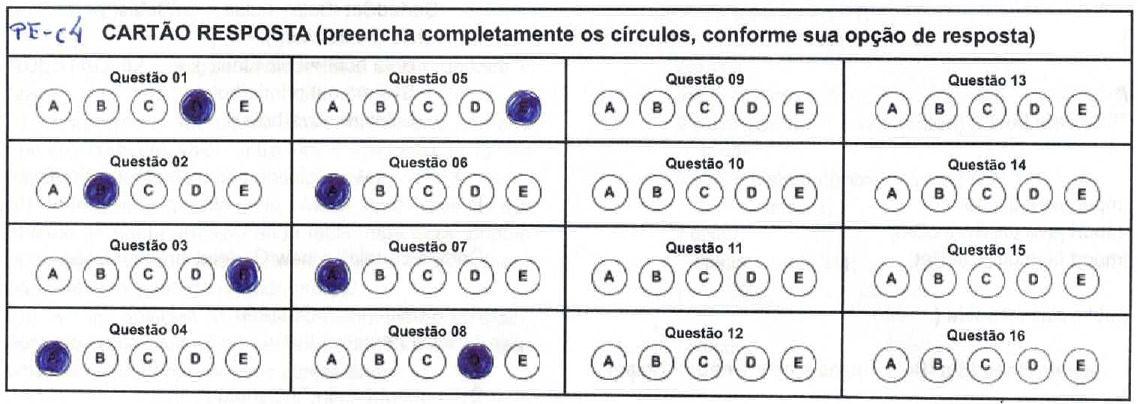 PE-C4 CARTÃO RESPOSTA (preencha completamente os círculos, conforme sua opção de resposta)
Questão 01 Questão 05 Questão 09 Questão 13
A B C D E A B C D E A B C D E A B C D E
Questão 02 Questão 06 Questão 10 Questão 14
A B C D E A B C D E A B C D E A B C D E
Questão 03 Questão 07 Questão 11 Questão 15
A B C D E A B C D E A B C D E A B C D E
Questão 04 Questão 08 Questão 12 Questão 16
A B C D E A B C D E A B C D E A B C D E